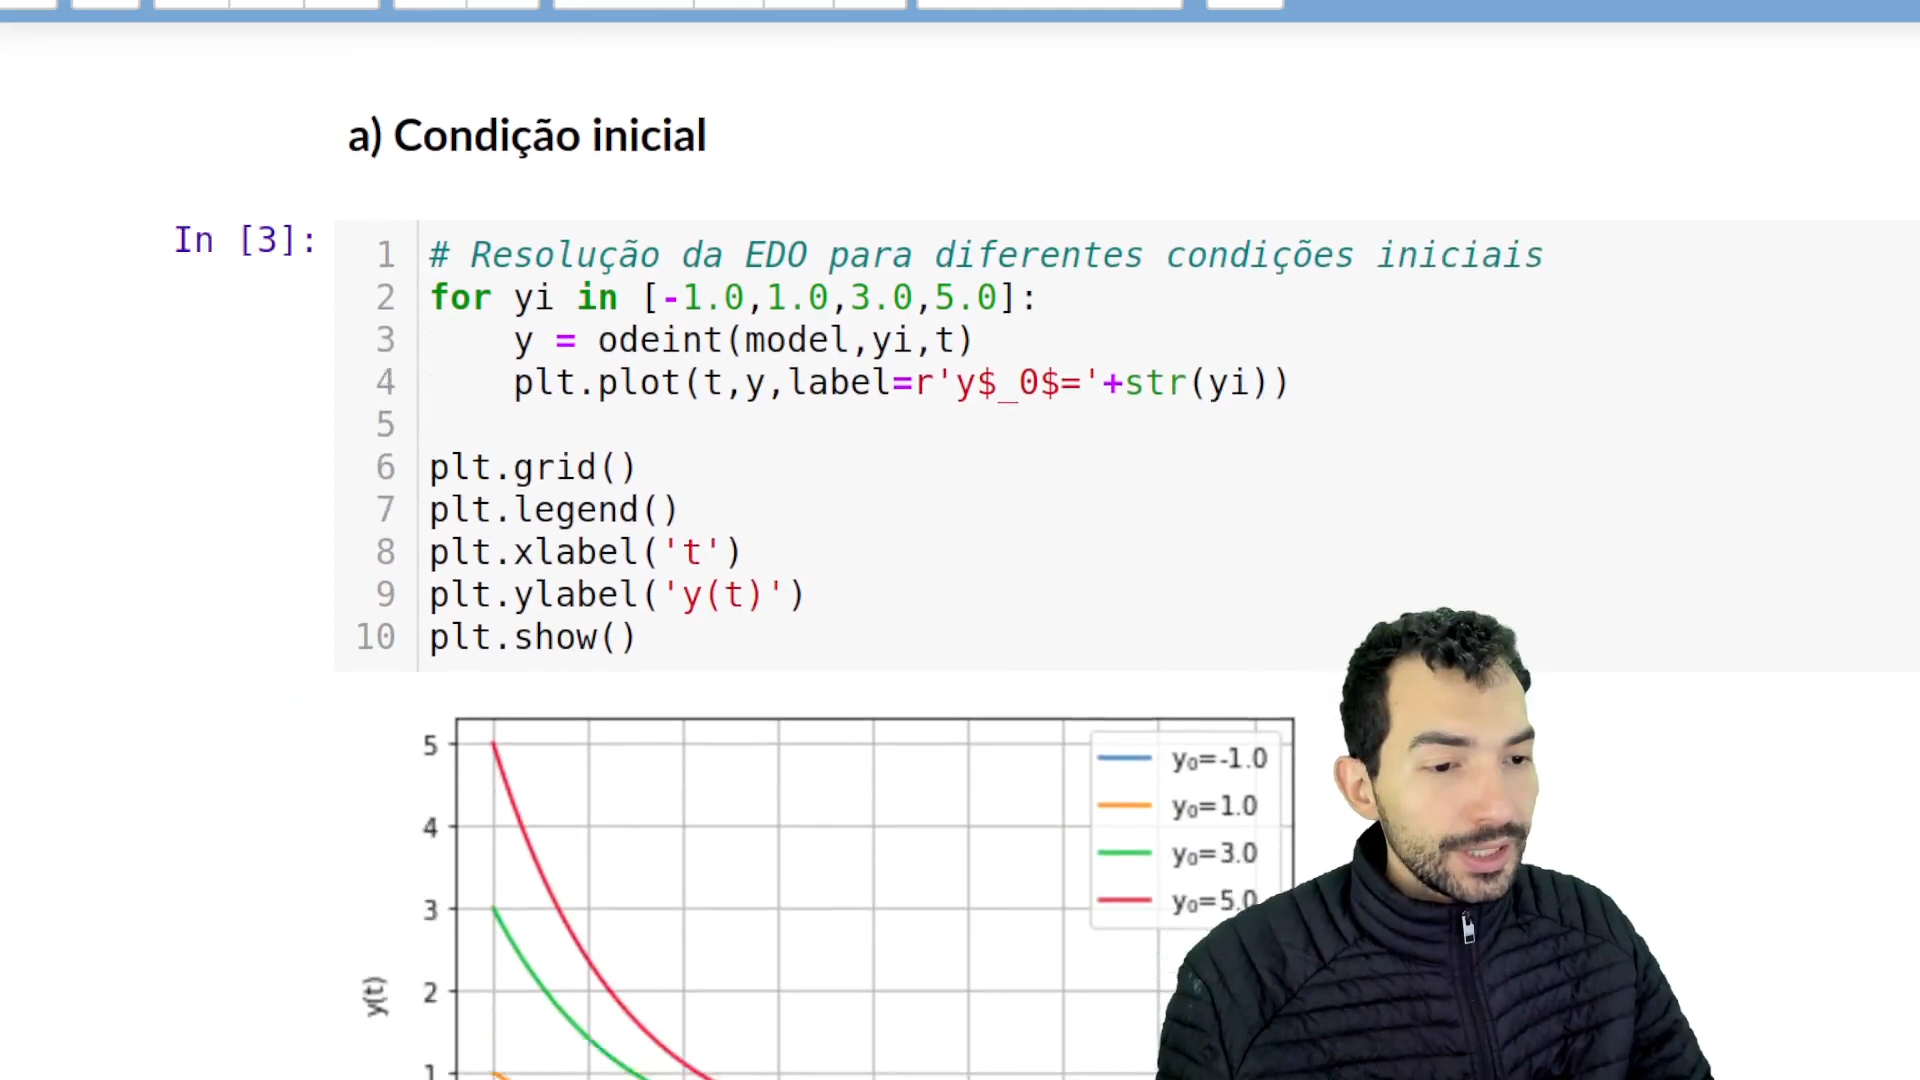 a) Condição inicial
In [3]:
1 # Resolução da EDO para diferentes condições iniciais
2 for yi in [-1.0,1.0,3.0,5.0]:
3     y = odeint(model,yi,t)
4     plt.plot(t,y,label=r'y$_0$='+str(yi))
5
6 plt.grid()
7 plt.legend()
8 plt.xlabel('t')
9 plt.ylabel('y(t)')
10 plt.show()
5
4
3
2
1
y(t)
y₀=-1.0
y₀=1.0
y₀=3.0
y₀=5.0